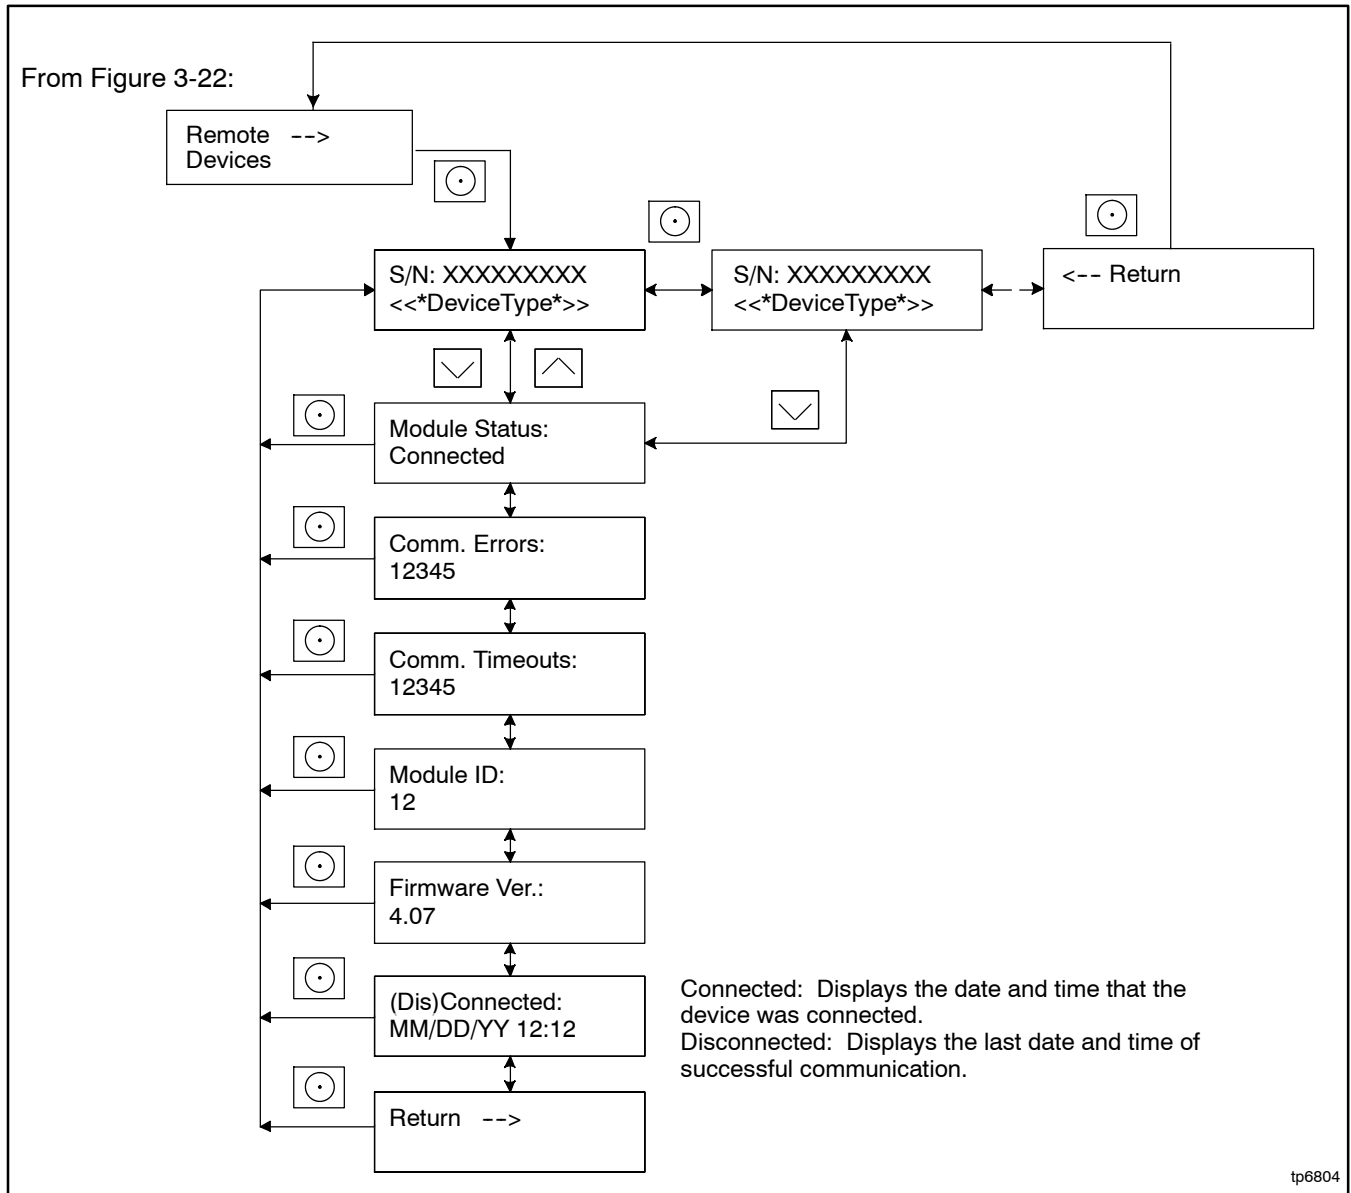 From Figure 3-22:
Remote -->
Devices
S/N: XXXXXXXXX
<<*DeviceType*>>
S/N: XXXXXXXXX
<<*DeviceType*>>
<-- Return
Module Status:
Connected
Comm. Errors:
12345
Comm. Timeouts:
12345
Module ID:
12
Firmware Ver.:
4.07
(Dis)Connected:
MM/DD/YY 12:12
Connected: Displays the date and time that the
device was connected.
Disconnected: Displays the last date and time of
successful communication.
Return -->
tp6804